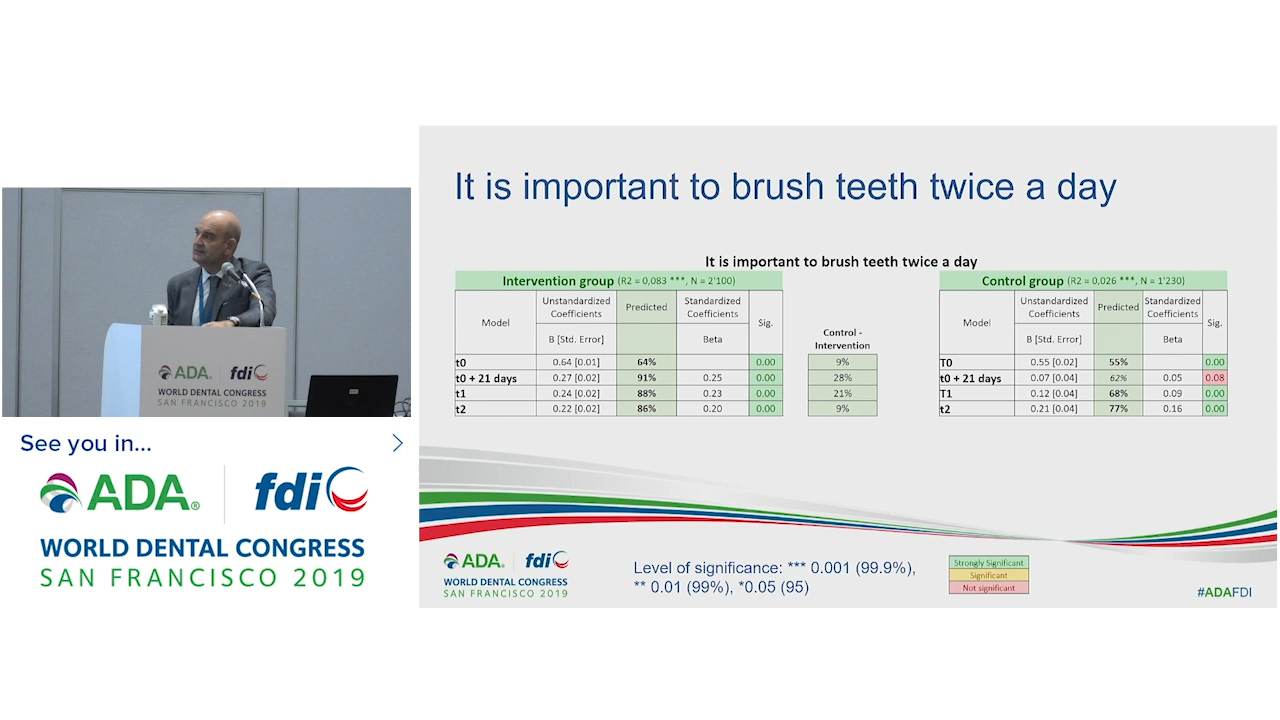 It is important to brush teeth twice a day
It is important to brush teeth twice a day
Intervention group (R2 = 0,083 ***, N = 2'100)
Model Unstandardized Coefficients Predicted Standardized Coefficients Sig.
B [Std. Error] Beta
t0 0.64 [0.01] 64% 0.00
t0 + 21 days 0.27 [0.02] 91% 0.25 0.00
t1 0.24 [0.02] 88% 0.23 0.00
t2 0.22 [0.02] 86% 0.20 0.00
Control -
Intervention
9%
28%
21%
9%
Control group (R2 = 0,026 ***, N = 1'230)
Model Unstandardized Coefficients Predicted Standardized Coefficients Sig.
B [Std. Error] Beta
T0 0.55 [0.02] 55% 0.00
t0 + 21 days 0.07 [0.04] 62% 0.05 0.08
T1 0.12 [0.04] 68% 0.09 0.00
t2 0.21 [0.04] 77% 0.16 0.00
ADA. fdi
WORLD DENTAL CONGRESS
SAN FRANCISCO 2019
See you in...
ADA® fdi
WORLD DENTAL CONGRESS
SAN FRANCISCO 2019
ADA. fdi
WORLD DENTAL CONGRESS
SAN FRANCISCO 2019
Level of significance: *** 0.001 (99.9%),
** 0.01 (99%), *0.05 (95)
Strongly Significant
Significant
Not significant
#ADAFDI